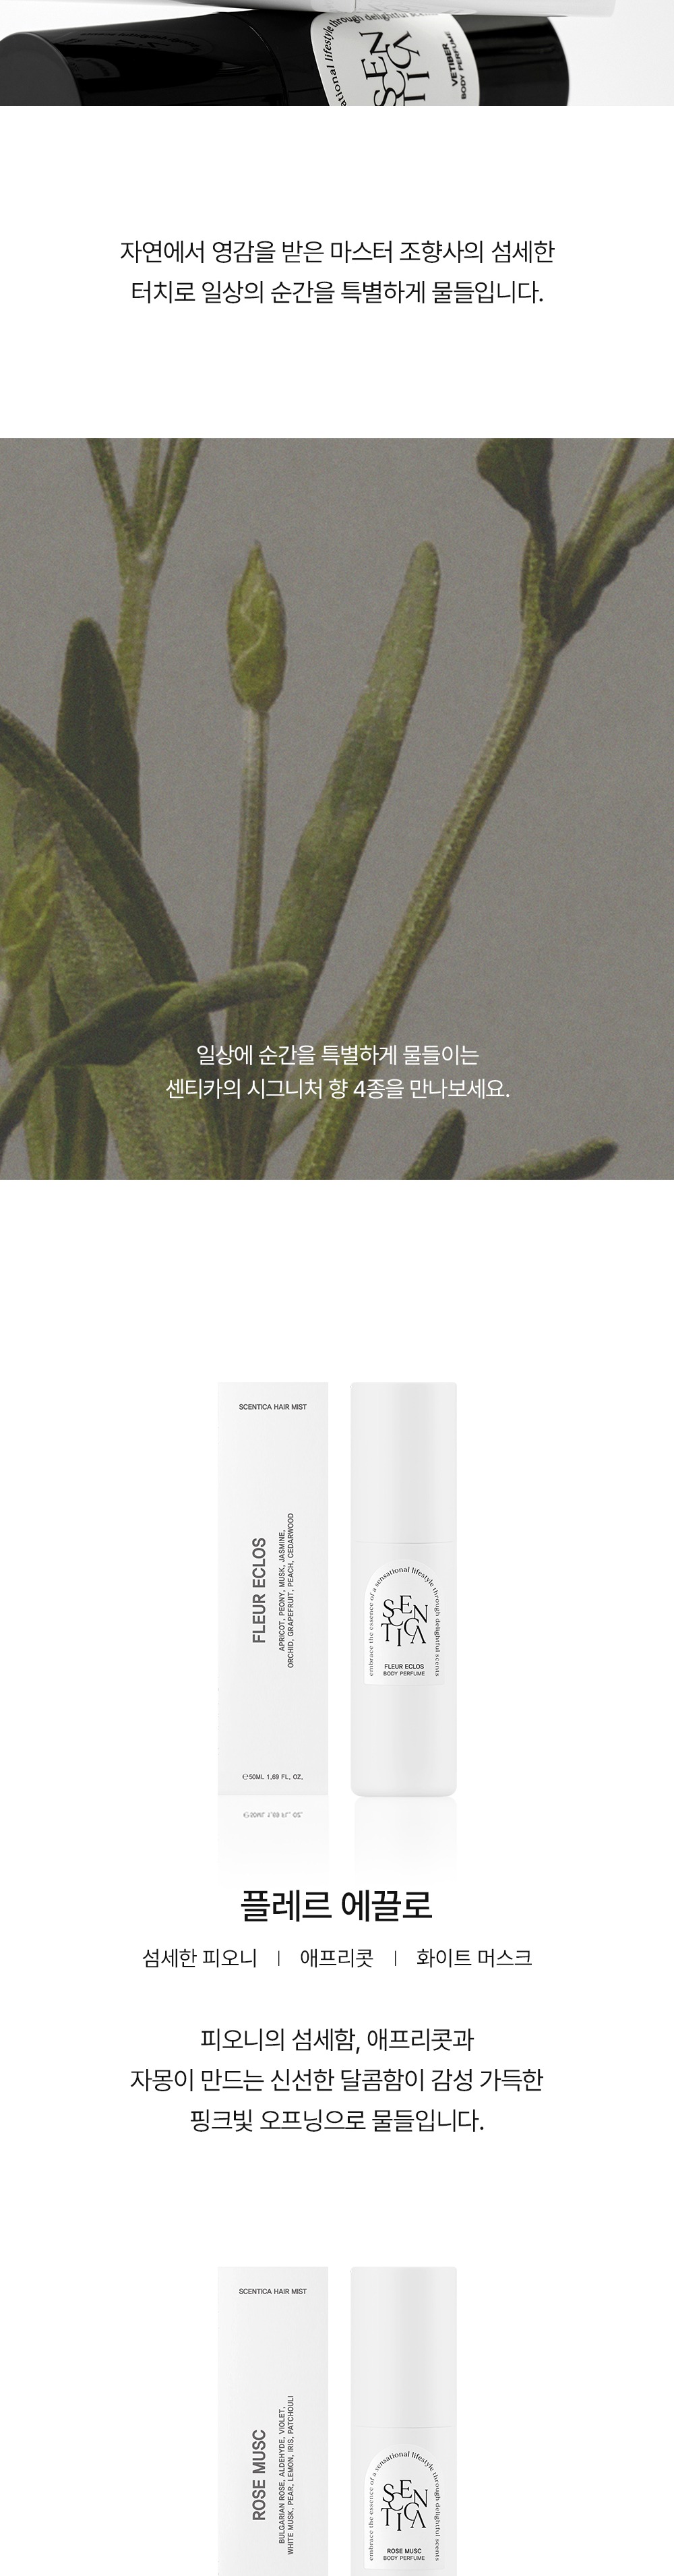 through delightful
SCENTICA
VETIBER
BODY PERFUME
자연에서 영감을 받은 마스터 조향사의 섬세한
터치로 일상의 순간을 특별하게 물들입니다.
일상에 순간을 특별하게 물들이는
센티카의 시그니처 향 4종을 만나보세요.
SCENTICA HAIR MIST
FLEUR ECLOS
APRICOT, PEONY, MUSK, JASMINE,
ORCHID, GRAPEFRUIT, PEACH, CEDARWOOD
℮50ML 1.69 FL. OZ.
embrace the essence of a sensational lifestyle through delightful scents
SCENTICA
FLEUR ECLOS
BODY PERFUME
플레르 에끌로
섬세한 피오니 | 애프리콧 | 화이트 머스크
피오니의 섬세함, 애프리콧과
자몽이 만드는 신선한 달콤함이 감성 가득한
핑크빛 오프닝으로 물들입니다.
SCENTICA HAIR MIST
ROSE MUSC
BULGARIAN ROSE, ALDEHYDE, VIOLET,
WHITE MUSK, PEAR, LEMON, IRIS, PATCHOULI
embrace the essence of a sensational lifestyle through delightful scents
SCENTICA
ROSE MUSC
BODY PERFUME